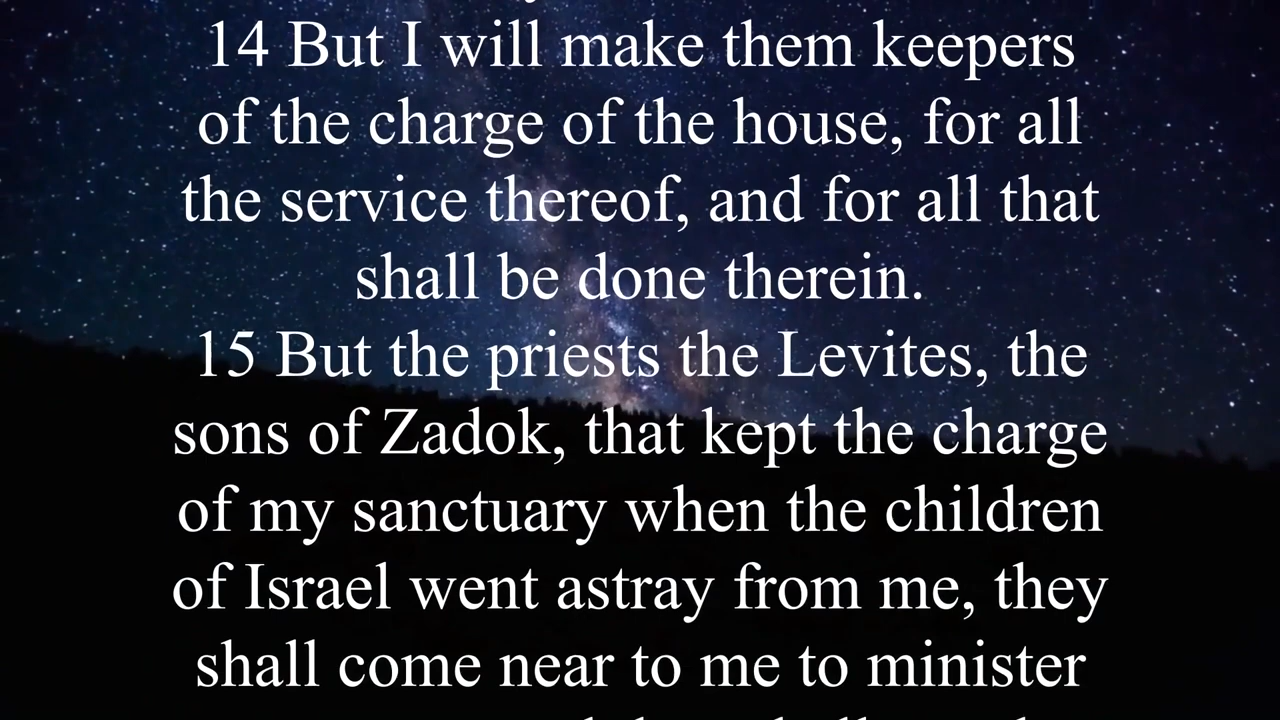 14 But I will make them keepers
of the charge of the house, for all
the service thereof, and for all that
shall be done therein.
15 But the priests the Levites, the
sons of Zadok, that kept the charge
of my sanctuary when the children
of Israel went astray from me, they
shall come near to me to minister